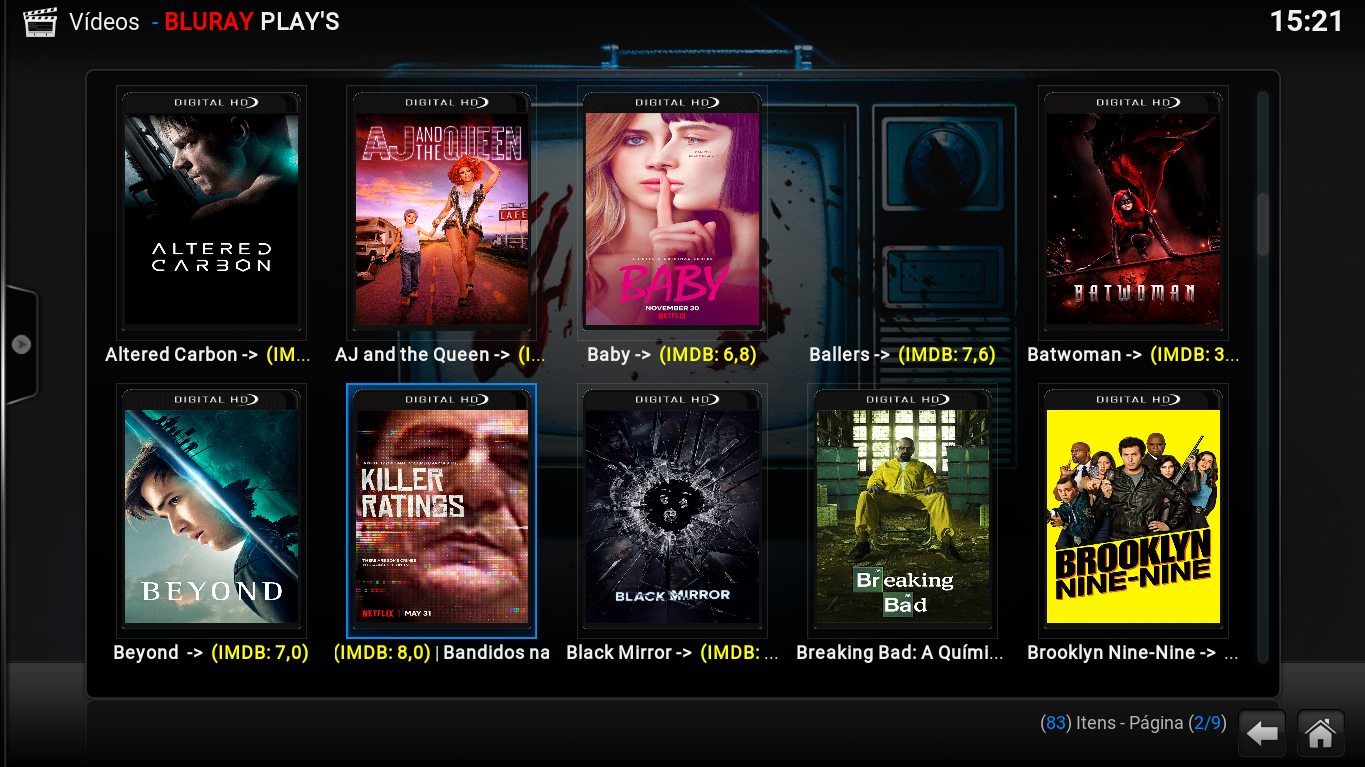 Vídeos - BLURAY PLAY'S
15:21
DIGITAL HD
DIGITAL HD
DIGITAL HD
DIGITAL HD
ALTERED
CARBON
AJ AND THE QUEEN
CAFE
BABY
NOVEMBER 30
NETFLIX
BATWOMAN
Altered Carbon -> (IM...
AJ and the Queen -> (I...
Baby -> (IMDB: 6,8)
Ballers -> (IMDB: 7,6)
Batwoman -> (IMDB: 3...
DIGITAL HD
DIGITAL HD
DIGITAL HD
DIGITAL HD
DIGITAL HD
BEYOND
KILLER
RATINGS
NETFLIX | MAY 31
BLACK MIRROR
Breaking
Bad
BROOKLYN
NINE-NINE
Beyond -> (IMDB: 7,0)
(IMDB: 8,0) | Bandidos na
Black Mirror -> (IMDB: ...
Breaking Bad: A Quími...
Brooklyn Nine-Nine -> ...
(83) Itens - Página (2/9)